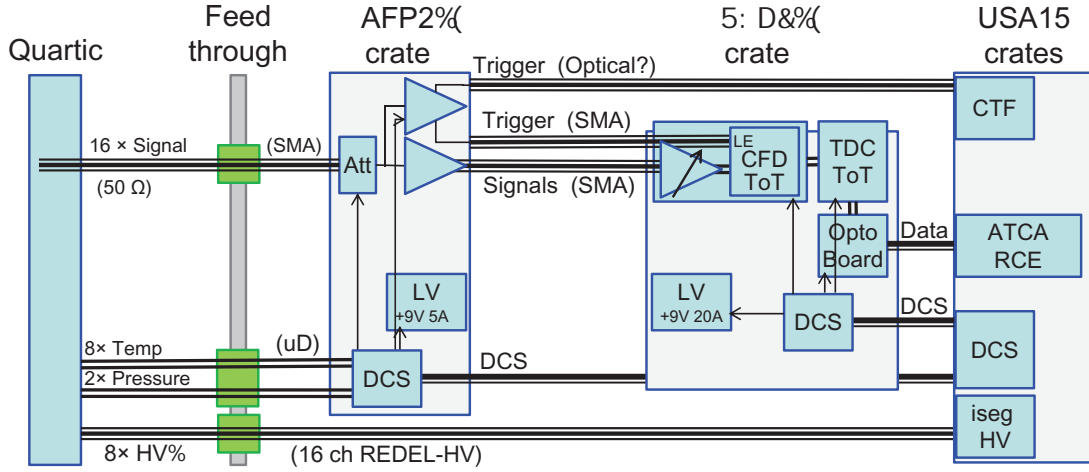 Quartic
Feed
through
AFP2%(
crate
5: D&%(
crate
USA15
crates
Trigger (Optical?)
CTF
16 × Signal
(SMA)
(50 Ω)
Att
Trigger (SMA)
Signals (SMA)
LE
CFD
ToT
TDC
ToT
Opto
Board
Data
ATCA
RCE
LV
+9V 5A
LV
+9V 20A
DCS
DCS
DCS
8× Temp
(uD)
2× Pressure
DCS
DCS
8× HV%
(16 ch REDEL-HV)
iseg
HV